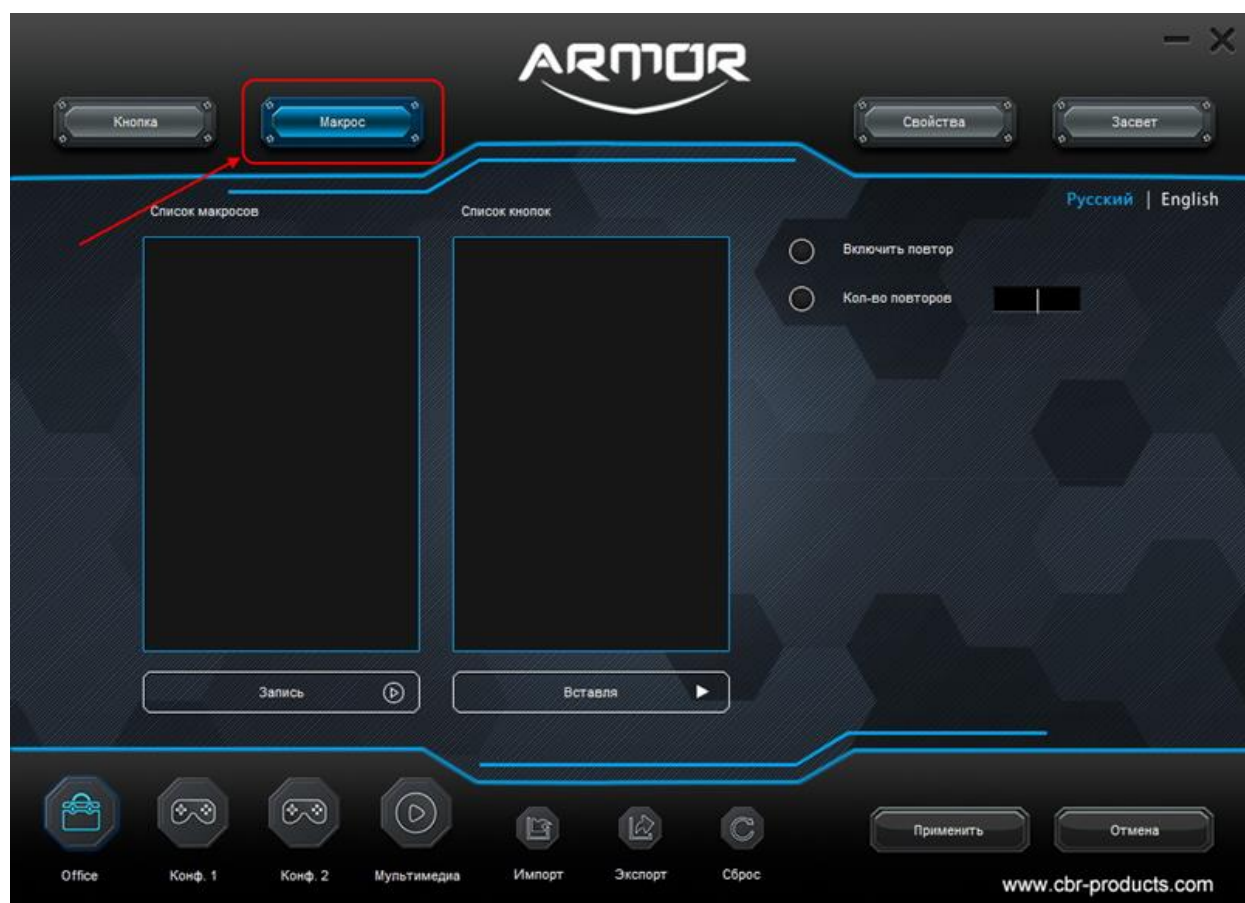 ARMOR
Кнопка
Макрос
Свойства
Засвет
Русский | English
Список макросов
Список кнопок
Включить повтор
Кол-во повторов
Запись
Вставля
Применить
Отмена
Office
Конф. 1
Конф. 2
Мультимедиа
Импорт
Экспорт
Сброс
www.cbr-products.com